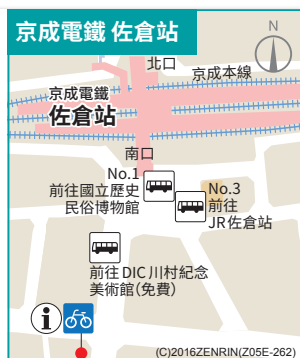 京成電鐵 佐倉站
N
北口
京成本線
京成電鐵
佐倉站
南口
No.1
前往國立歷史
民俗博物館
No.3
前往
JR佐倉站
前往 DIC 川村紀念
美術館(免費)
i
(C)2016ZENRIN(Z05E-262)